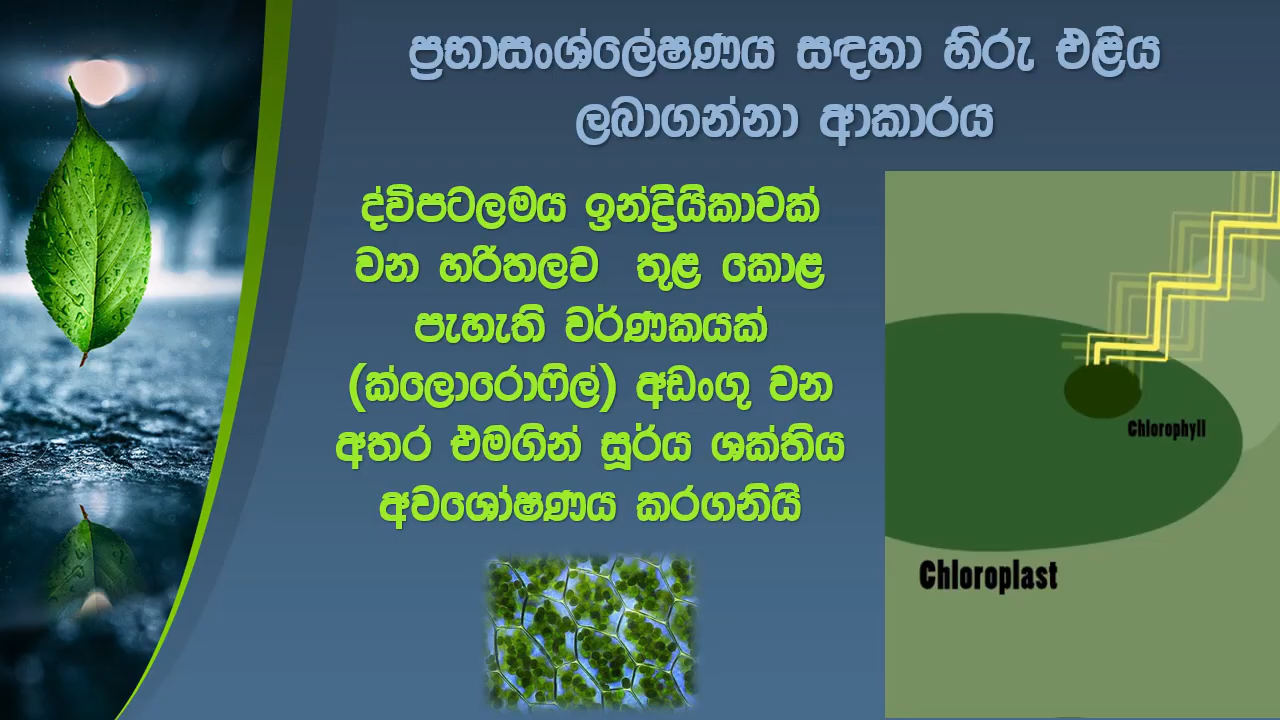 ප්‍රභාසංශ්ලේෂණය සඳහා හිරු එළිය
ලබාගන්නා ආකාරය
ද්විපටලමය ඉන්ද්‍රියිකාවක්
වන හරිතලව තුළ කොළ
පැහැති වර්ණකයක්
(ක්ලොරොෆිල්) අඩංගු වන
අතර එමගින් සූර්ය ශක්තිය
අවශෝෂණය කරගනියි
Chlorophyll
Chloroplast